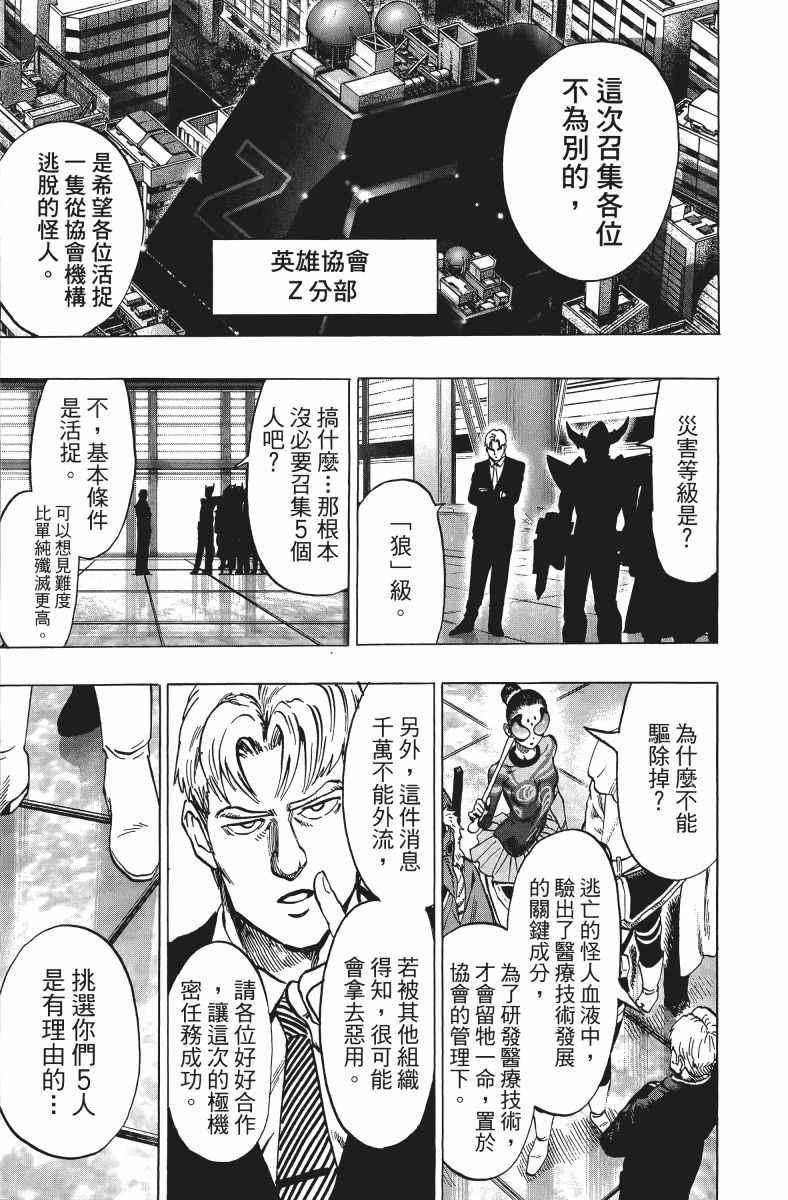 這次召集各位
不為別的，
是希望各位活捉
一隻從協會機構
逃脫的怪人。
英雄協會
Z分部
災害等級是？
「狼」級。
搞什麼…那根本
沒必要召集5個
人吧？
不，基本條件
是活捉。
可以想見難度
比單純殲滅更高。
為什麼不能
驅除掉？
逃亡的怪人血液中，
驗出了醫療技術發展
的關鍵成分，
為了研發醫療技術，
才會留牠一命，置於
協會的管理下。
另外，這件消息
千萬不能外流，
若被其他組織
得知，很可能
會拿去惡用。
請各位好好合作
，讓這次的極機
密任務成功。
挑選你們5人
是有理由的…